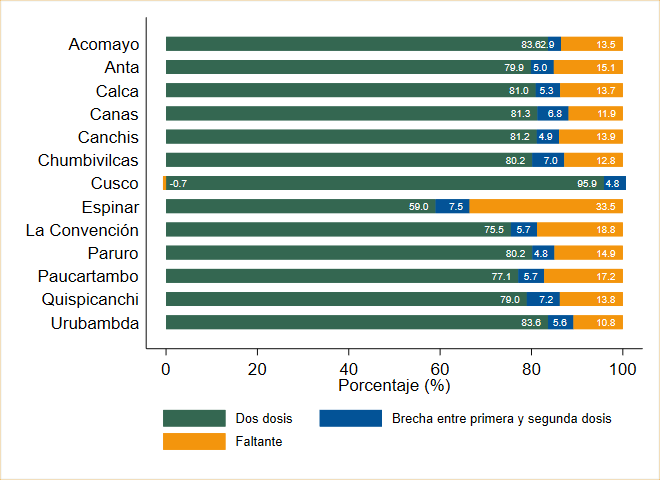 Acomayo 83.6 2.9 13.5
Anta 79.9 5.0 15.1
Calca 81.0 5.3 13.7
Canas 81.3 6.8 11.9
Canchis 81.2 4.9 13.9
Chumbivilcas 80.2 7.0 12.8
Cusco -0.7 95.9 4.8
Espinar 59.0 7.5 33.5
La Convención 75.5 5.7 18.8
Paruro 80.2 4.8 14.9
Paucartambo 77.1 5.7 17.2
Quispicanchi 79.0 7.2 13.8
Urubambda 83.6 5.6 10.8
0 20 40 60 80 100
Porcentaje (%)
Dos dosis Brecha entre primera y segunda dosis
Faltante